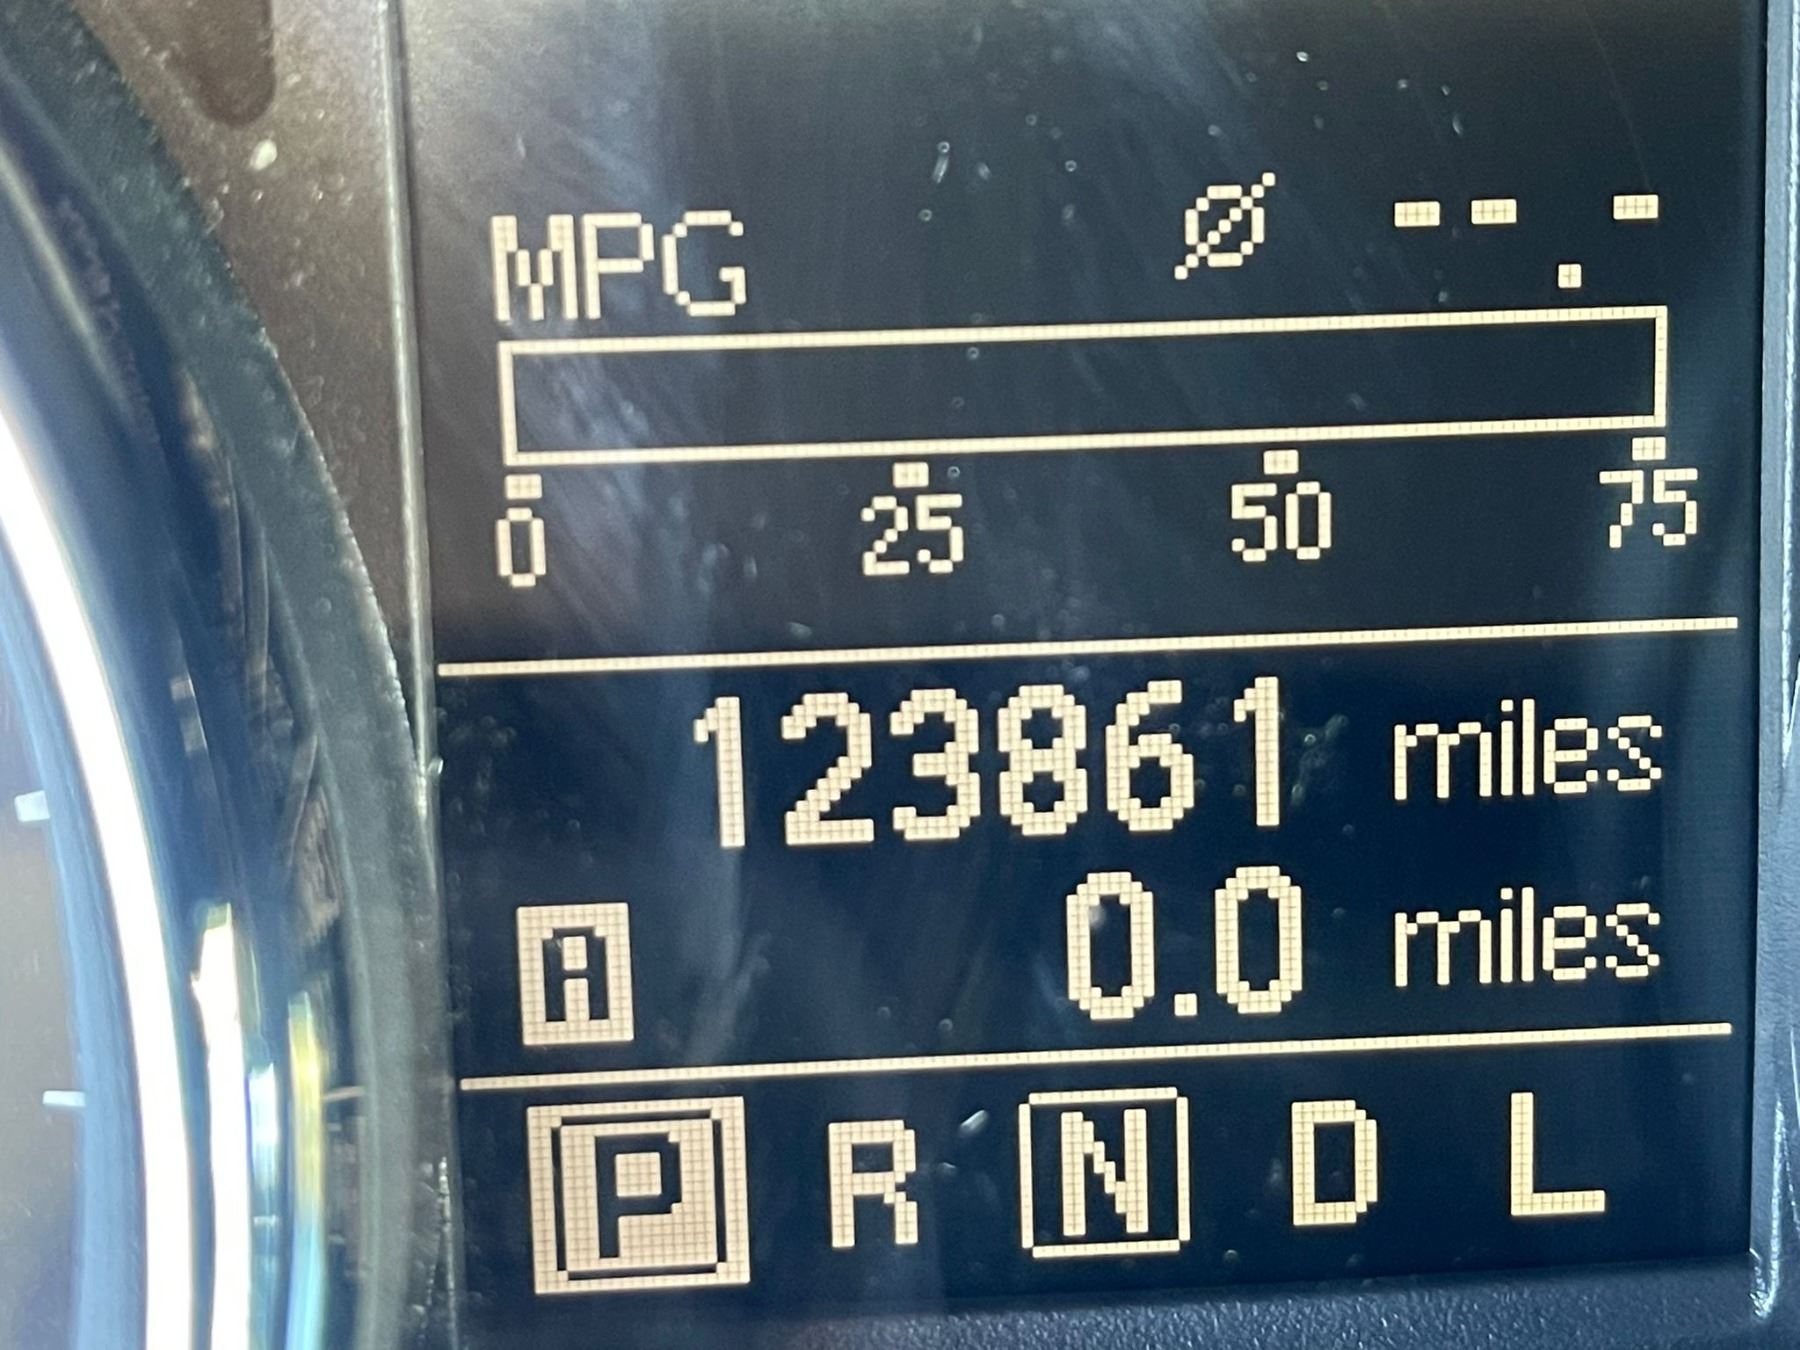 MPG Ø --.-
0 25 50 75
123861 miles
A 0.0 miles
P R N D L